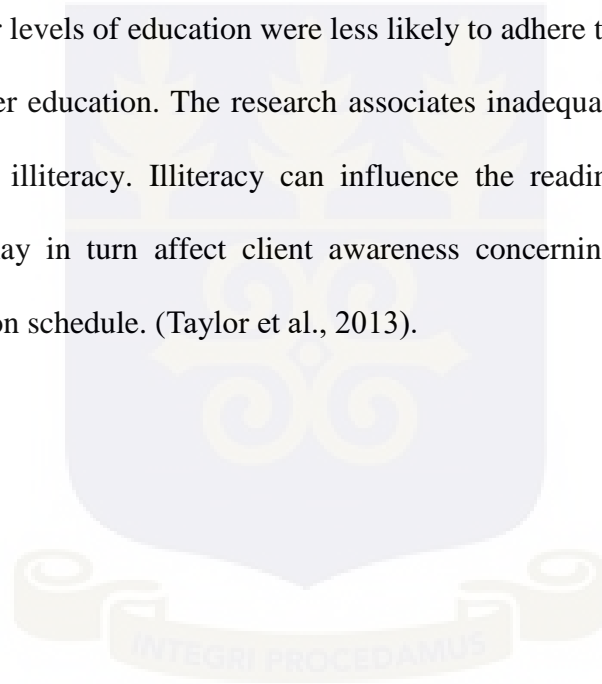 levels of education were less likely to adhere t
er education. The research associates inadequa
illiteracy. Illiteracy can influence the readin
ay in turn affect client awareness concernin
on schedule. (Taylor et al., 2013).
INTEGRI PROCEDAMUS